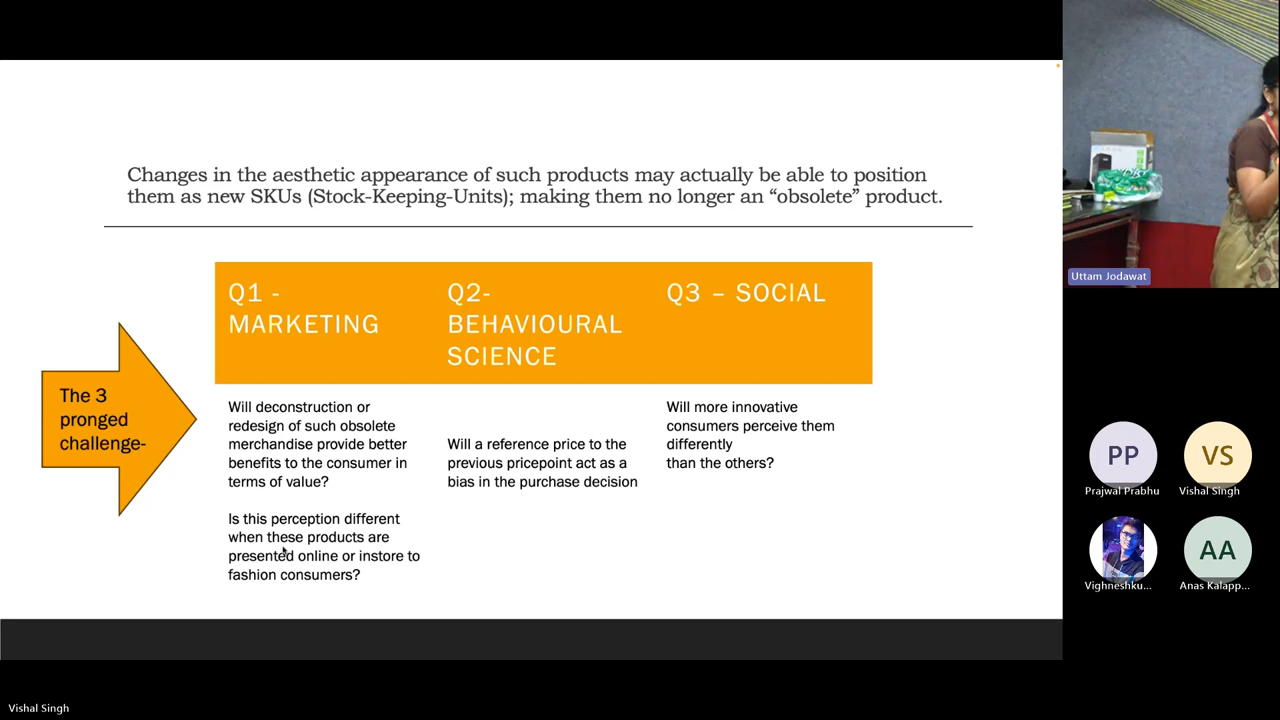 Changes in the aesthetic appearance of such products may actually be able to position
them as new SKUs (Stock-Keeping-Units); making them no longer an “obsolete” product.
The 3
pronged
challenge-
Q1 -
MARKETING
Will deconstruction or
redesign of such obsolete
merchandise provide better
benefits to the consumer in
terms of value?
Is this perception different
when these products are
presented online or instore to
fashion consumers?
Q2-
BEHAVIOURAL
SCIENCE
Will a reference price to the
previous pricepoint act as a
bias in the purchase decision
Q3 – SOCIAL
Will more innovative
consumers perceive them
differently
than the others?
Uttam Jodawat
PP
Prajwal Prabhu
VS
Vishal Singh
Vighneshku...
AA
Anas Kalapp...
Vishal Singh